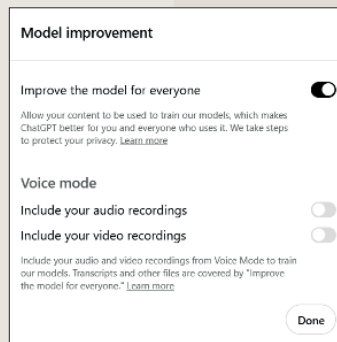 Model improvement
Improve the model for everyone
Allow your content to be used to train our models, which makes
ChatGPT better for you and everyone who uses it. We take steps
to protect your privacy. Learn more
Voice mode
Include your audio recordings
Include your video recordings
Include your audio and video recordings from Voice Mode to train
our models. Transcripts and other files are covered by "Improve
the model for everyone." Learn more
Done